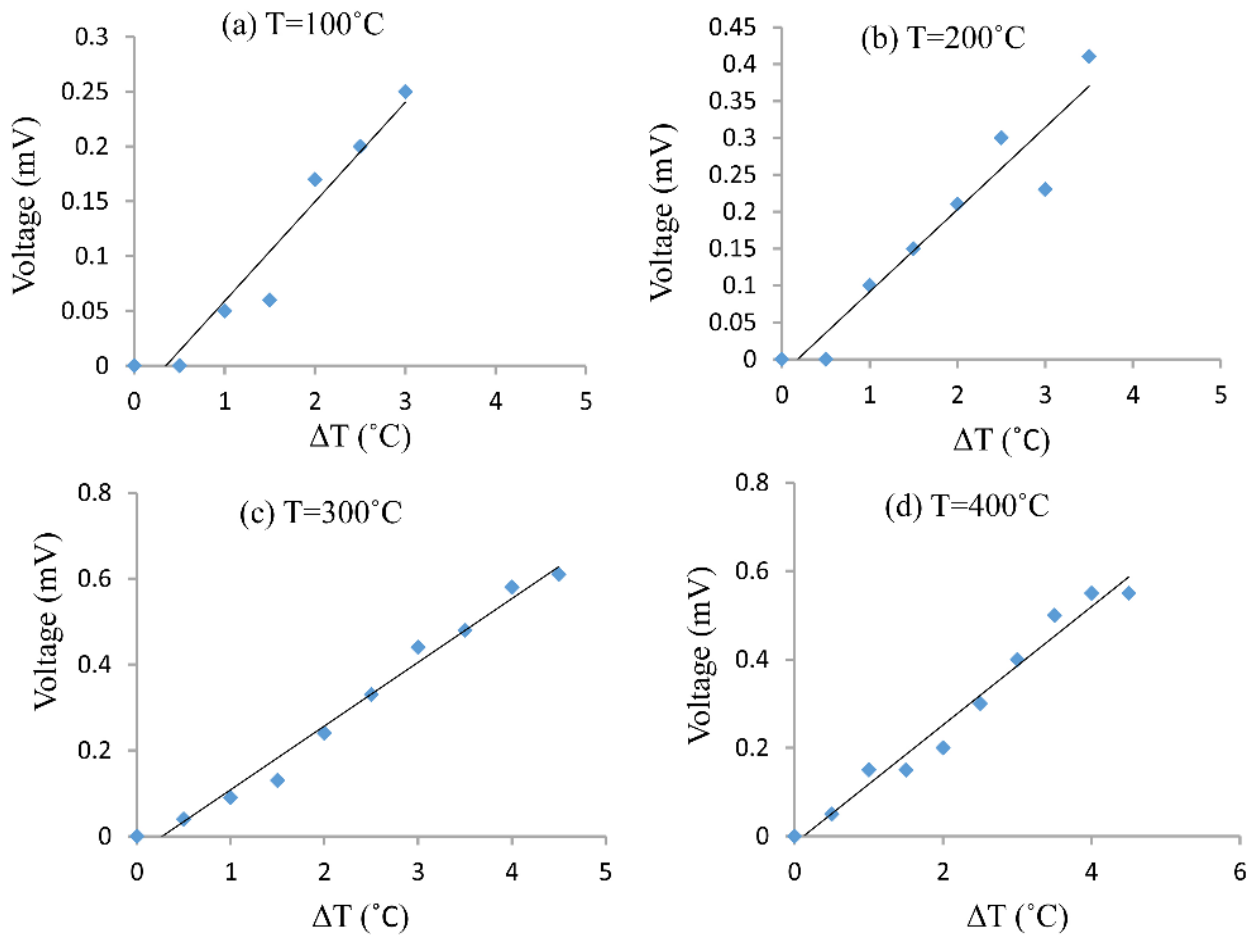 (a) T=100˚C
Voltage (mV)
0.3
0.25
0.2
0.15
0.1
0.05
0
0 1 2 3 4 5
ΔT (˚C)
(b) T=200˚C
Voltage (mV)
0.45
0.4
0.35
0.3
0.25
0.2
0.15
0.1
0.05
0
0 1 2 3 4 5
ΔT (˚C)
(c) T=300˚C
Voltage (mV)
0.8
0.6
0.4
0.2
0
0 1 2 3 4 5
ΔT (˚C)
(d) T=400˚C
Voltage (mV)
0.8
0.6
0.4
0.2
0
0 2 4 6
ΔT (˚C)